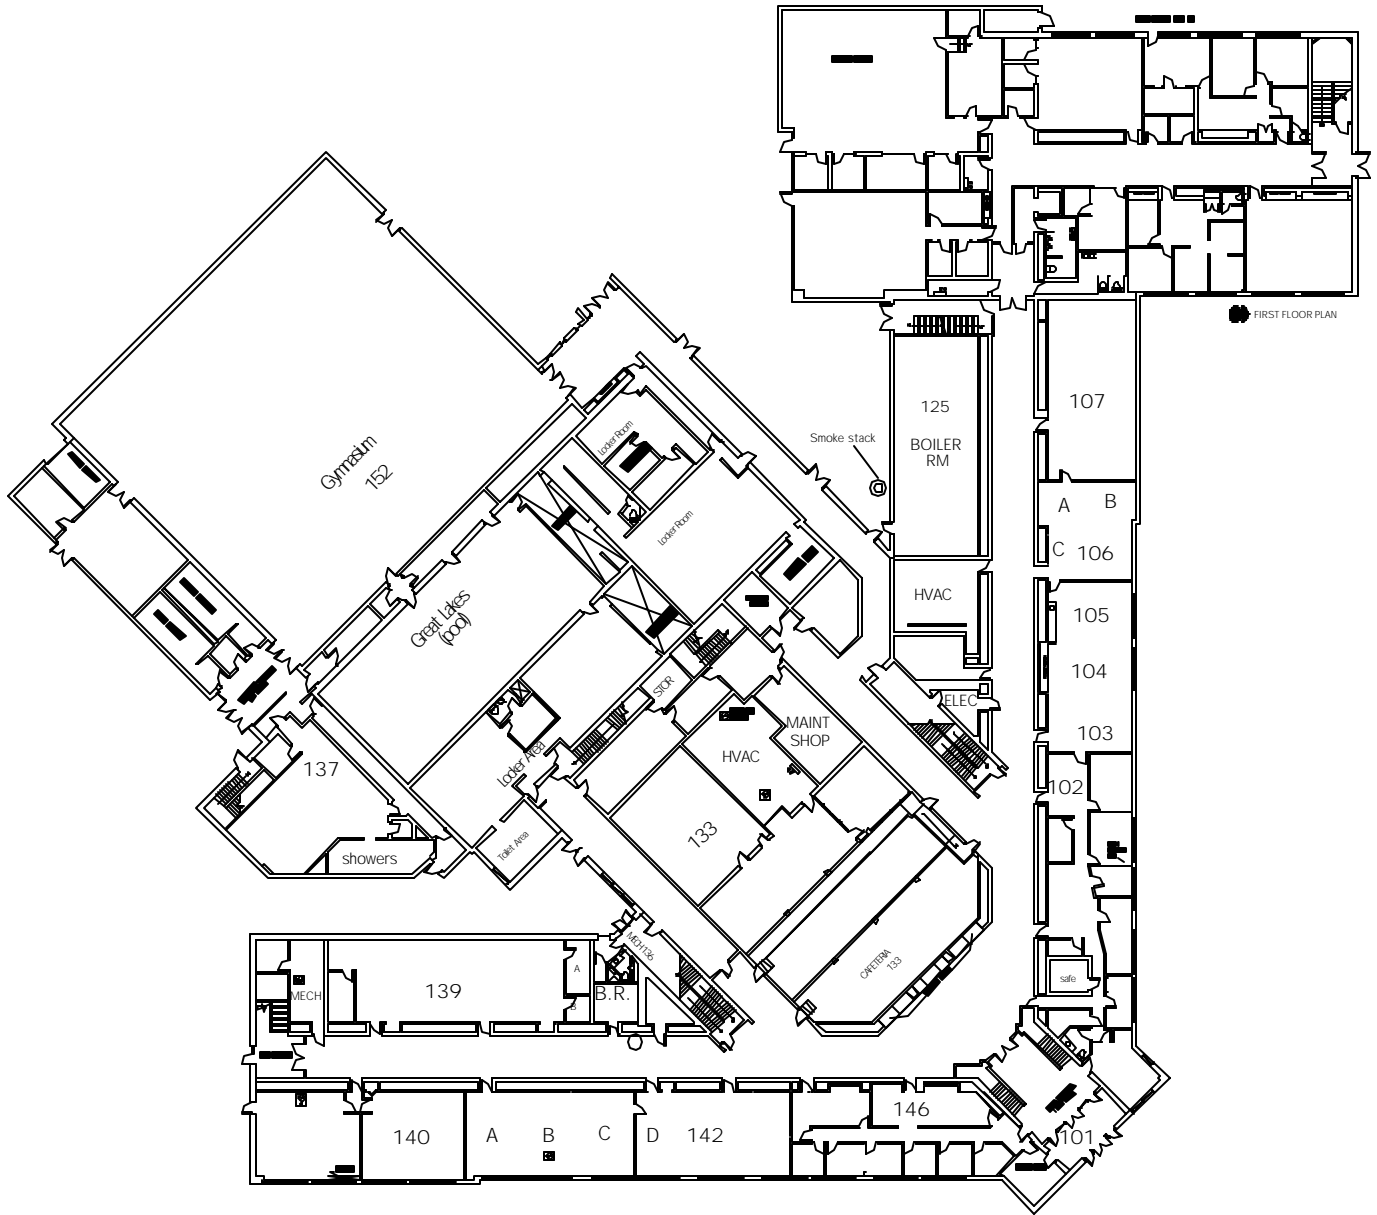 FIRST FLOOR PLAN
107
125
BOILER
RM
Smoke stack
A
B
C
106
Gymnasium
152
Locker Room
Locker Room
HVAC
105
104
103
ELEC
Great Lakes
(pool)
STOR
MAINT
SHOP
HVAC
Locker Area
137
102
133
Toilet Area
showers
MECH 136
CAFETERIA
133
safe
A
B
MECH
139
B.R.
146
101
140
A
B
C
D
142